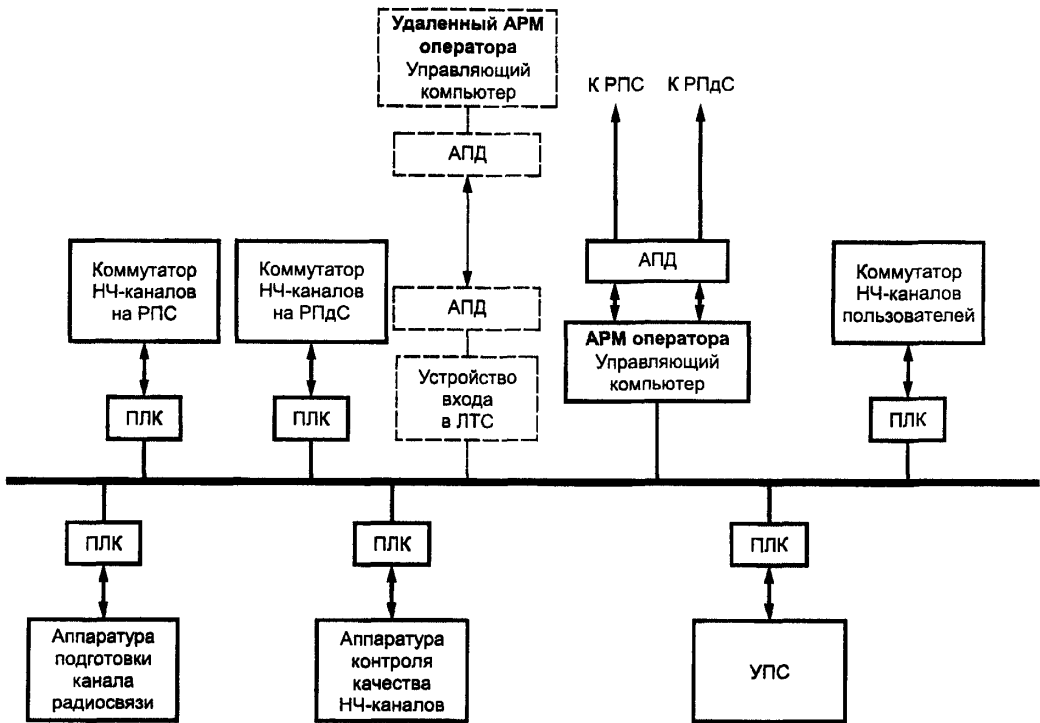 Удаленный АРМ
оператора
Управляющий
компьютер
К РПС
К РПдС
АПД
Коммутатор
НЧ-каналов
на РПС
Коммутатор
НЧ-каналов
на РПдС
АПД
АПД
Коммутатор
НЧ-каналов
пользователей
АРМ оператора
Управляющий
компьютер
Устройство
входа
в ЛТС
ПЛК
ПЛК
ПЛК
ПЛК
ПЛК
ПЛК
Аппаратура
подготовки
канала
радиосвязи
Аппаратура
контроля
качества
НЧ-каналов
УПС